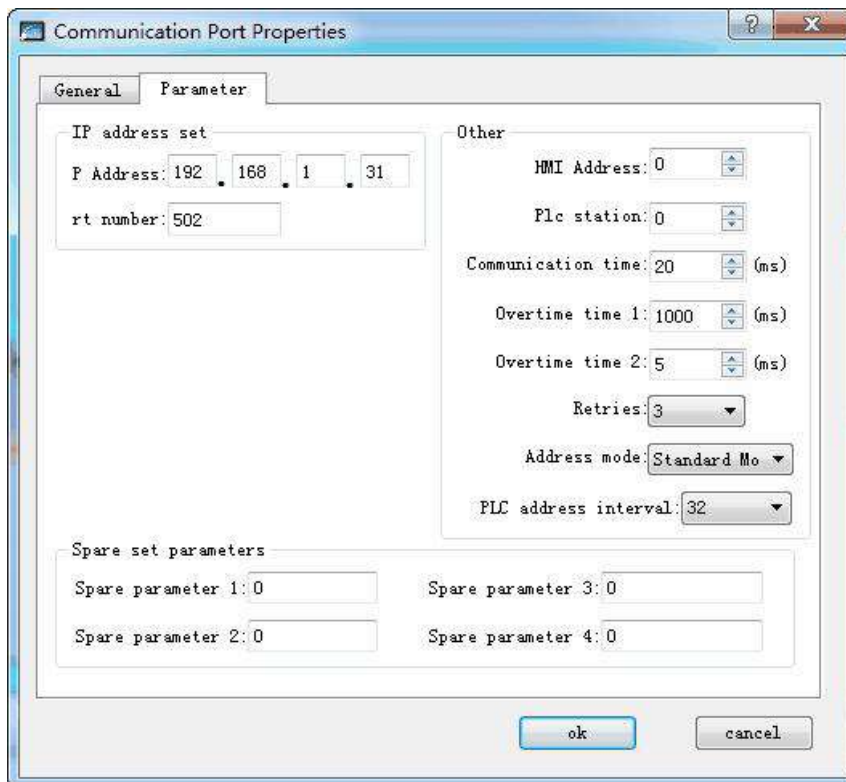 Communication Port Properties
General Parameter
IP address set
P Address: 192 . 168 . 1 . 31
rt number: 502
Other
HMI Address: 0
Plc station: 0
Communication time: 20 (ms)
Overtime time 1: 1000 (ms)
Overtime time 2: 5 (ms)
Retries: 3
Address mode: Standard Mo
PLC address interval: 32
Spare set parameters
Spare parameter 1: 0 Spare parameter 3: 0
Spare parameter 2: 0 Spare parameter 4: 0
ok cancel